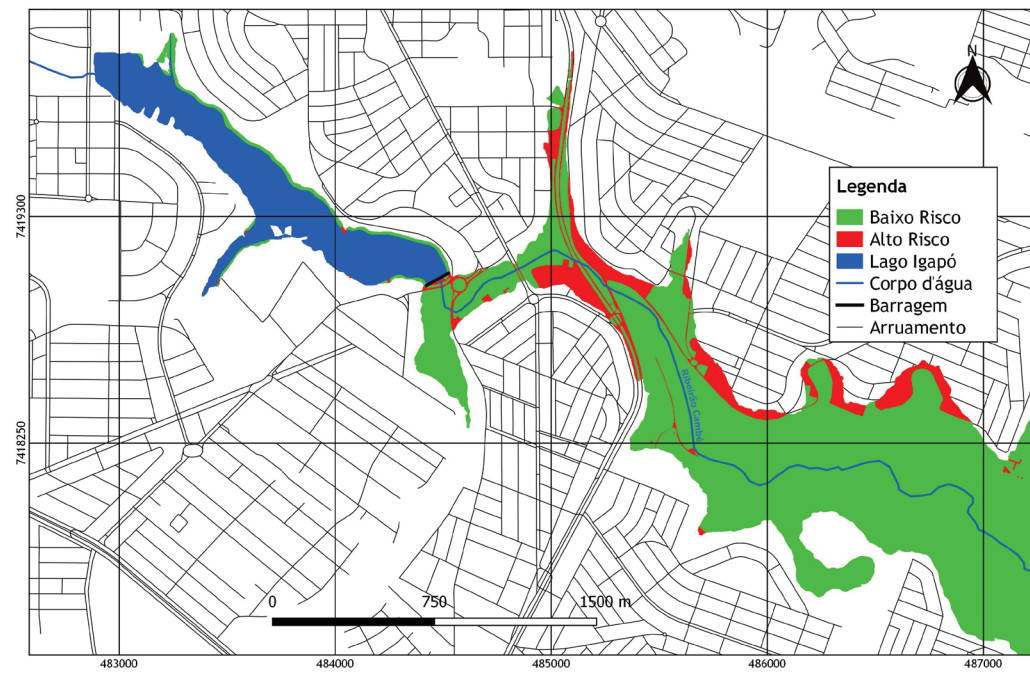 N
Legenda
Baixo Risco
Alto Risco
Lago Igapó
Corpo d'água
Barragem
Arruamento
7419300
7418250
Ribeirão Cambé
0 750 1500 m
483000 484000 485000 486000 487000